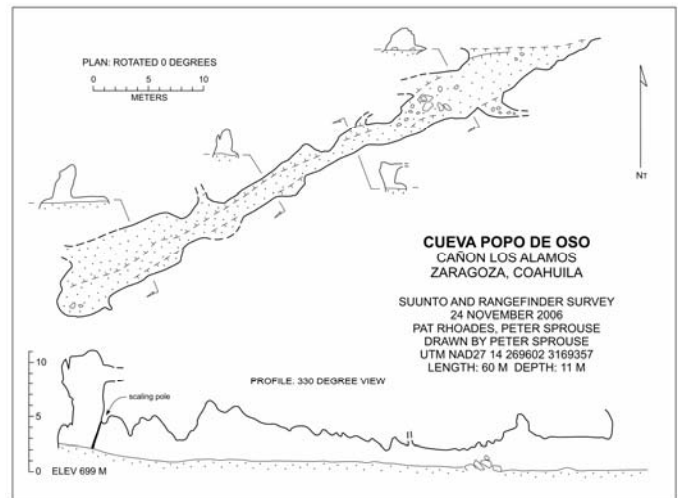 PLAN: ROTATED 0 DEGREES
0 5 10
METERS
NT
CUEVA POPO DE OSO
CAÑON LOS ALAMOS
ZARAGOZA, COAHUILA
SUUNTO AND RANGEFINDER SURVEY
24 NOVEMBER 2006
PAT RHOADES, PETER SPROUSE
DRAWN BY PETER SPROUSE
UTM NAD27 14 269602 3169357
LENGTH: 60 M DEPTH: 11 M
PROFILE. 330 DEGREE VIEW
scaling pole
10
5
0 ELEV 699 M